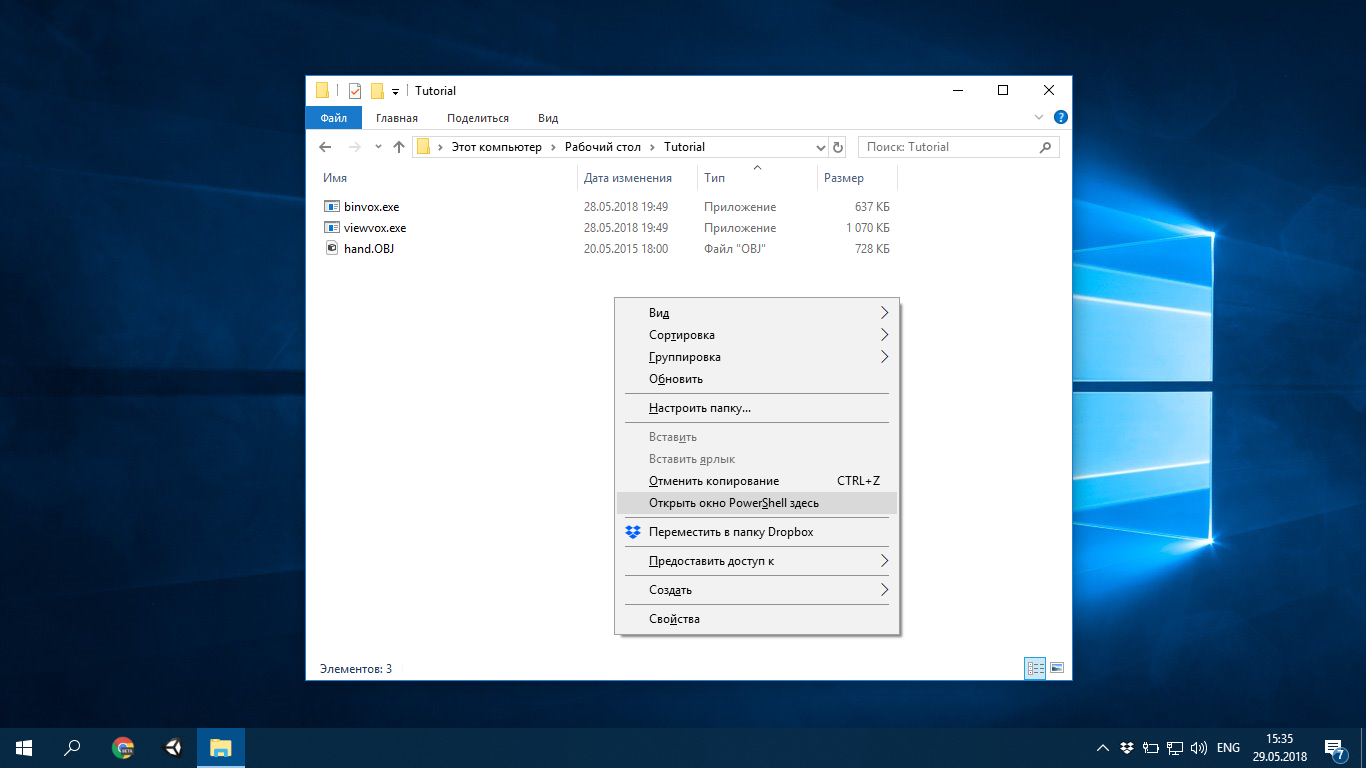 Tutorial
Файл Главная Поделиться Вид
Этот компьютер Рабочий стол Tutorial Поиск: Tutorial
Имя Дата изменения Тип Размер
binvox.exe 28.05.2018 19:49 Приложение 637 КБ
viewvox.exe 28.05.2018 19:49 Приложение 1 070 КБ
hand.OBJ 20.05.2015 18:00 Файл "OBJ" 728 КБ
Вид
Сортировка
Группировка
Обновить
Настроить папку...
Вставить
Вставить ярлык
Отменить копирование CTRL+Z
Открыть окно PowerShell здесь
Переместить в папку Dropbox
Предоставить доступ к
Создать
Свойства
Элементов: 3
BETA
ENG
15:35
29.05.2018
7